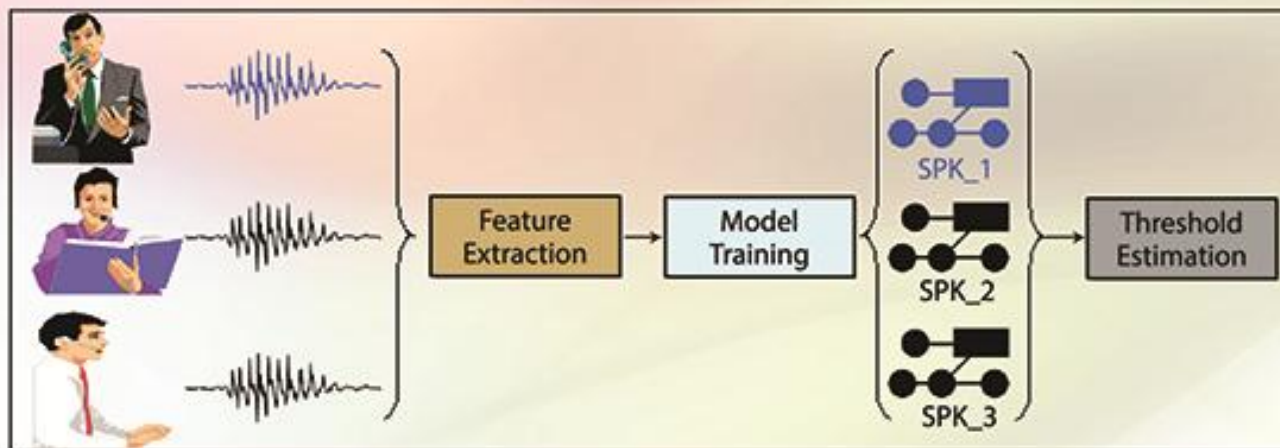 Feature
Extraction
Model
Training
SPK_1
SPK_2
SPK_3
Threshold
Estimation